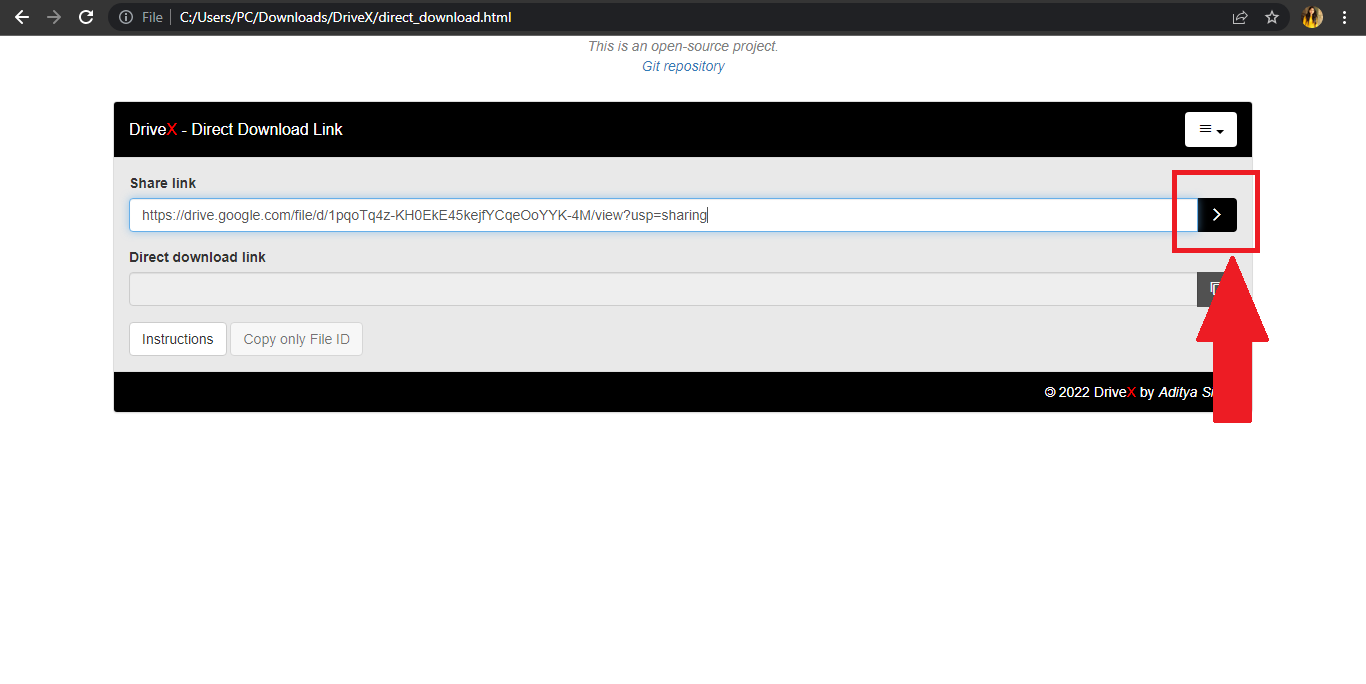 File C:/Users/PC/Downloads/DriveX/direct_download.html
This is an open-source project.
Git repository
DriveX - Direct Download Link
Share link
https://drive.google.com/file/d/1pqoTq4z-KH0EkE45kejfYCqeOoYYK-4M/view?usp=sharing
Direct download link
Instructions Copy only File ID
© 2022 DriveX by Aditya